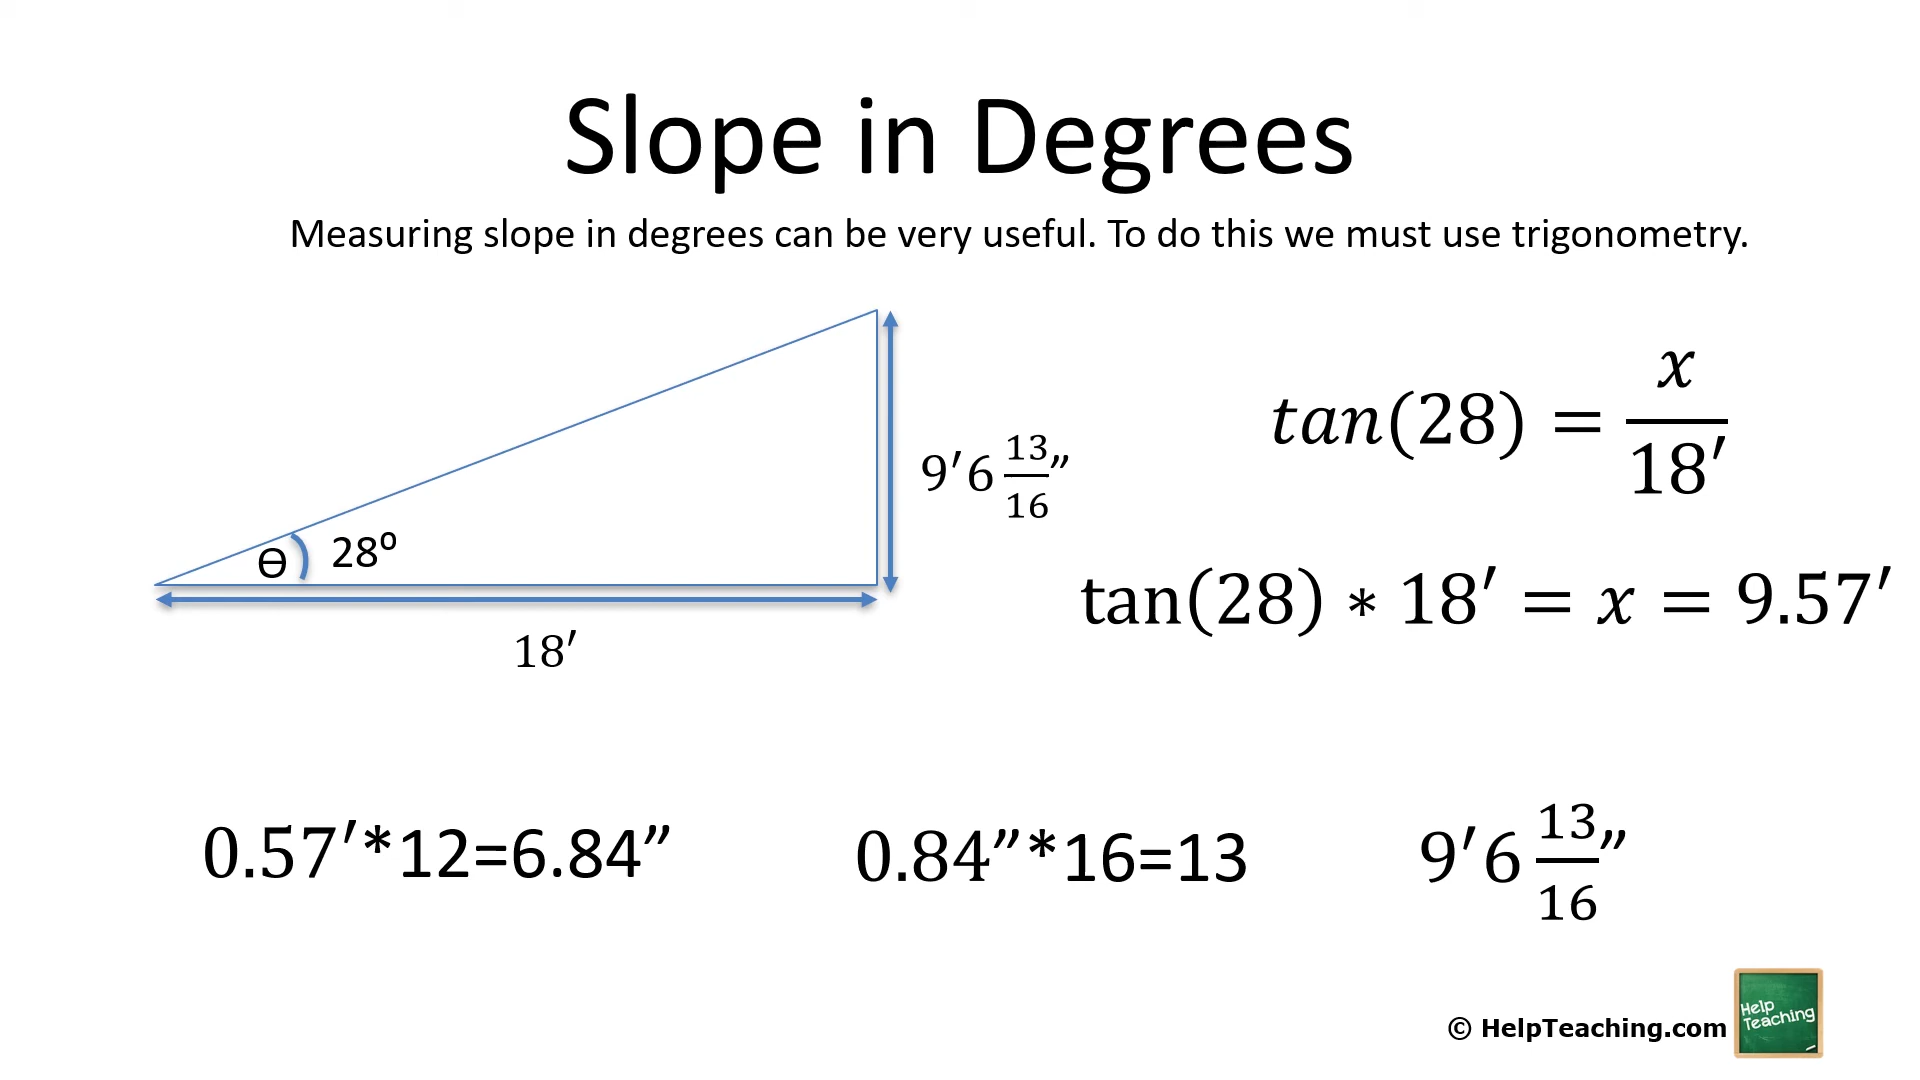 Slope in Degrees
Measuring slope in degrees can be very useful. To do this we must use trigonometry.
tan(28) = x/18′
9′6 13/16”
ϴ 28⁰
tan(28) ∗ 18′ = x = 9.57′
18′
0.57′*12=6.84”
0.84”*16=13
9′6 13/16”
Help
Teaching
© HelpTeaching.com